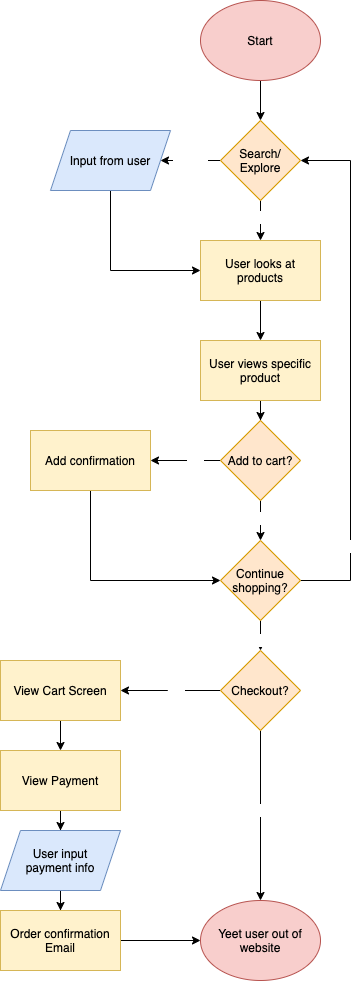 Start
Search/
Explore
Input from user
User looks at
products
User views specific
product
Add to cart?
Add confirmation
Continue
shopping?
Checkout?
View Cart Screen
View Payment
User input
payment info
Order confirmation
Email
Yeet user out of
website